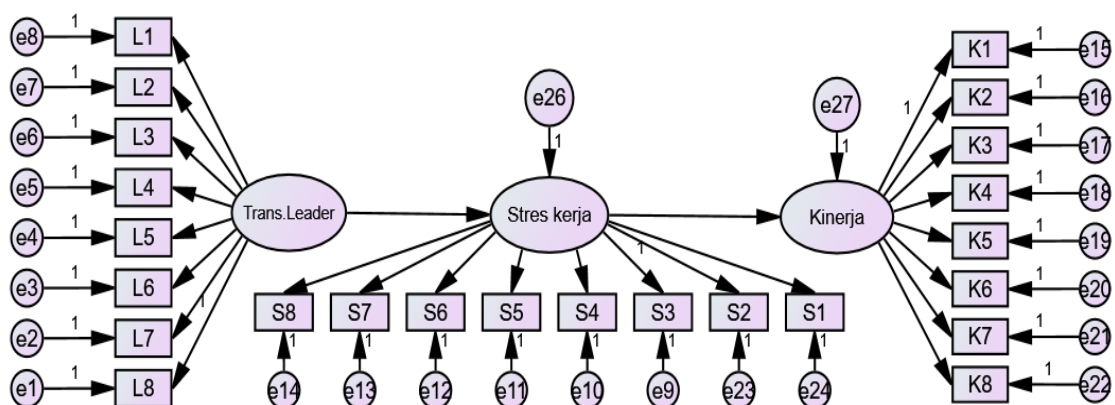 e8 1 L1
e7 1 L2
e6 1 L3
e5 1 L4
e4 1 L5
e3 1 L6
e2 1 L7
e1 1 L8
1
Trans.Leader
e26
1
Stres kerja
1
S8 S7 S6 S5 S4 S3 S2 S1
1 1 1 1 1 1 1 1
e14 e13 e12 e11 e10 e9 e23 e24
e27
1
Kinerja
1
K1 1 e15
K2 1 e16
K3 1 e17
K4 1 e18
K5 1 e19
K6 1 e20
K7 1 e21
K8 1 e22